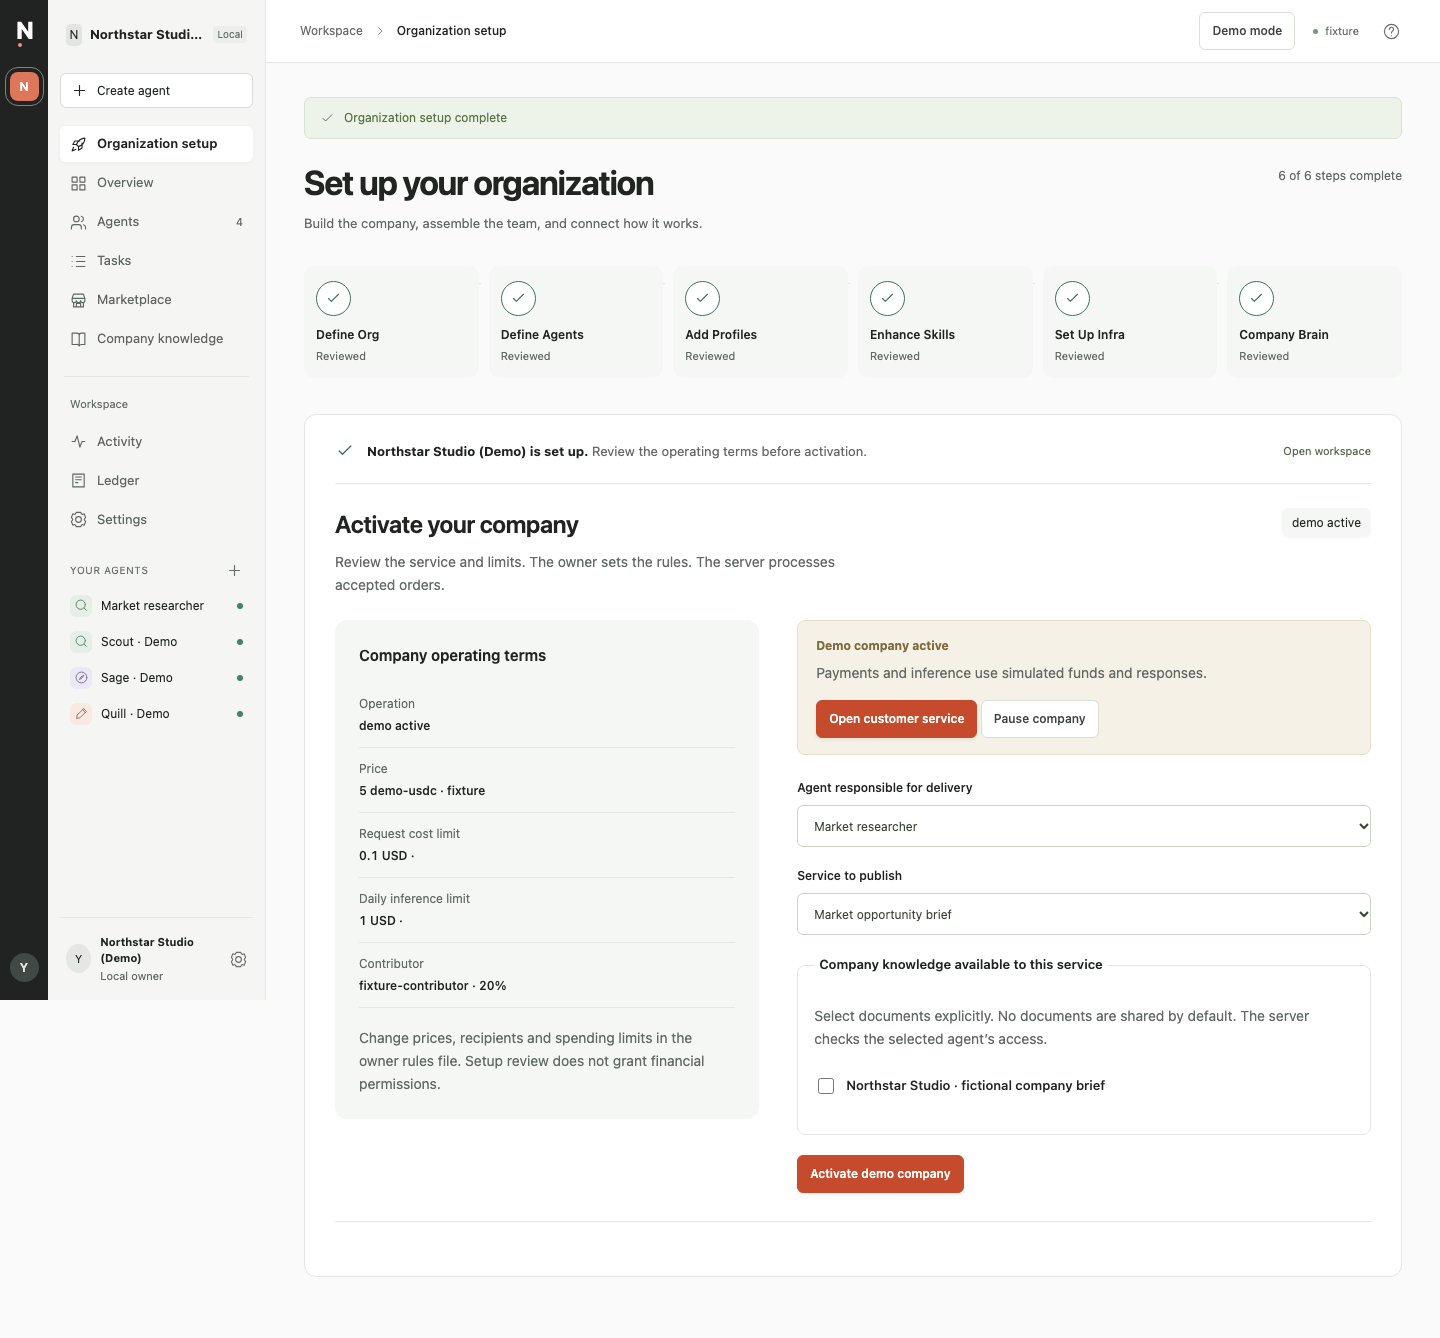 N
N
Y
N Northstar Studi... Local
Create agent
Organization setup
Overview
Agents 4
Tasks
Marketplace
Company knowledge
Workspace
Activity
Ledger
Settings
YOUR AGENTS
Market researcher
Scout · Demo
Sage · Demo
Quill · Demo
Y
Northstar Studio
(Demo)
Local owner
Workspace Organization setup
Demo mode
fixture
Organization setup complete
Set up your organization
6 of 6 steps complete
Build the company, assemble the team, and connect how it works.
Define Org
Reviewed
Define Agents
Reviewed
Add Profiles
Reviewed
Enhance Skills
Reviewed
Set Up Infra
Reviewed
Company Brain
Reviewed
Northstar Studio (Demo) is set up. Review the operating terms before activation.
Open workspace
Activate your company
demo active
Review the service and limits. The owner sets the rules. The server processes
accepted orders.
Company operating terms
Operation
demo active
Price
5 demo-usdc · fixture
Request cost limit
0.1 USD ·
Daily inference limit
1 USD ·
Contributor
fixture-contributor · 20%
Change prices, recipients and spending limits in the
owner rules file. Setup review does not grant financial
permissions.
Demo company active
Payments and inference use simulated funds and responses.
Open customer service
Pause company
Agent responsible for delivery
Market researcher
Service to publish
Market opportunity brief
Company knowledge available to this service
Select documents explicitly. No documents are shared by default. The server
checks the selected agent’s access.
Northstar Studio · fictional company brief
Activate demo company